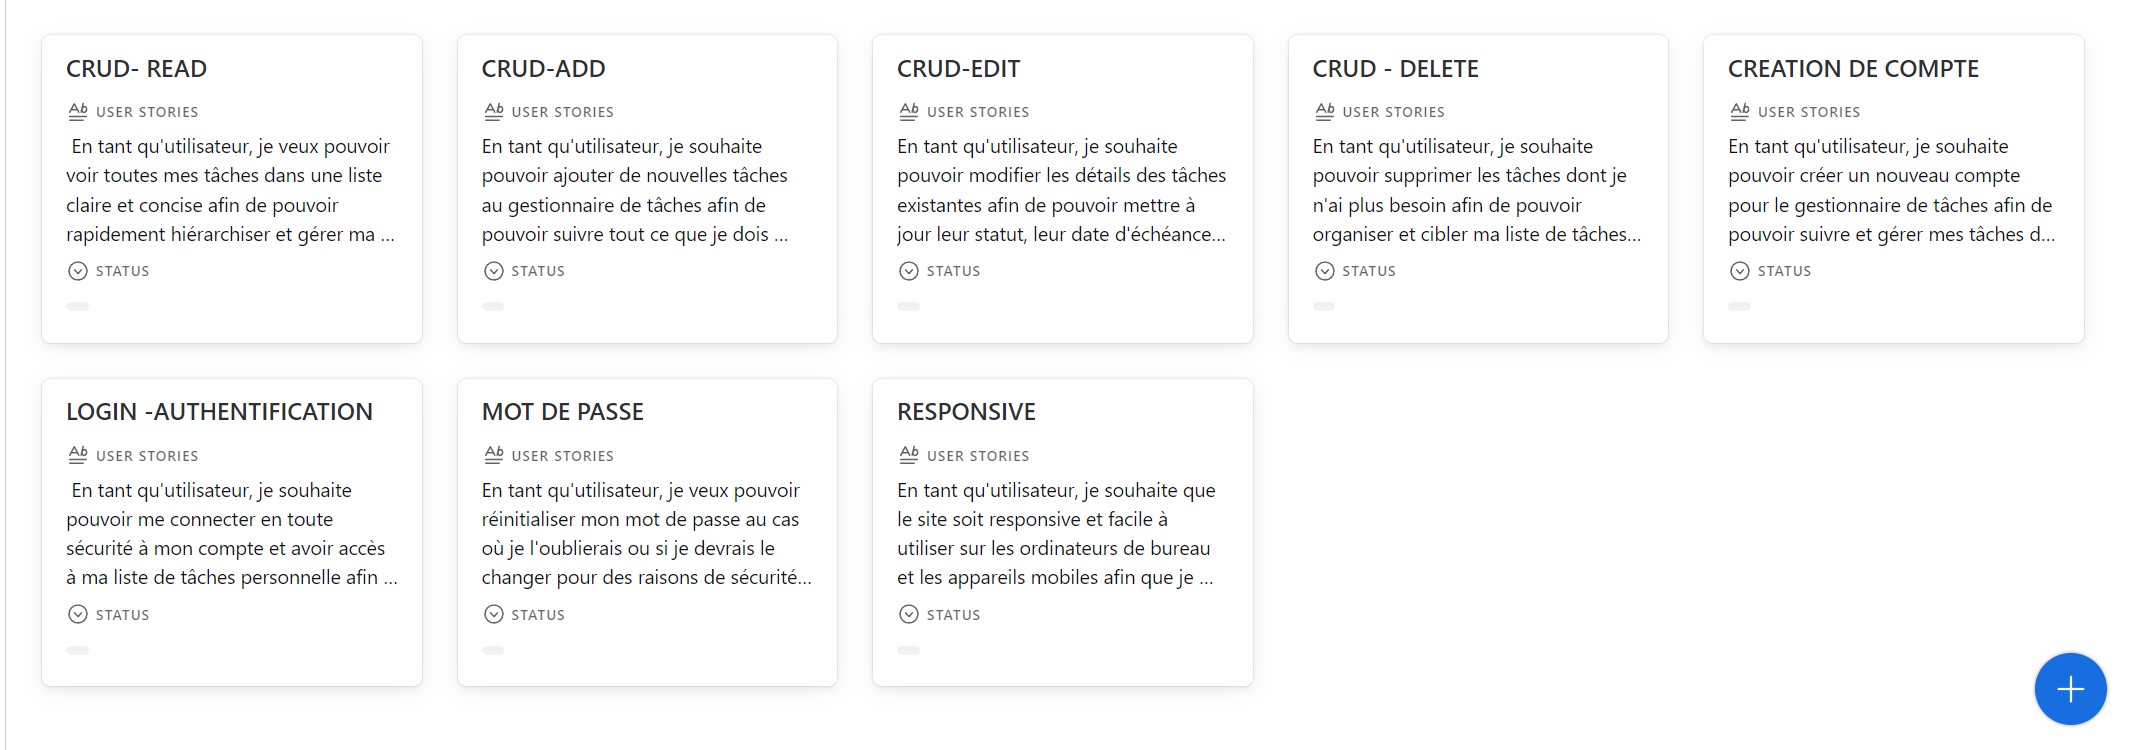 CRUD- READ
Ab USER STORIES
En tant qu'utilisateur, je veux pouvoir
voir toutes mes tâches dans une liste
claire et concise afin de pouvoir
rapidement hiérarchiser et gérer ma ...
STATUS
CRUD-ADD
Ab USER STORIES
En tant qu'utilisateur, je souhaite
pouvoir ajouter de nouvelles tâches
au gestionnaire de tâches afin de
pouvoir suivre tout ce que je dois ...
STATUS
CRUD-EDIT
Ab USER STORIES
En tant qu'utilisateur, je souhaite
pouvoir modifier les détails des tâches
existantes afin de pouvoir mettre à
jour leur statut, leur date d'échéance...
STATUS
CRUD - DELETE
Ab USER STORIES
En tant qu'utilisateur, je souhaite
pouvoir supprimer les tâches dont je
n'ai plus besoin afin de pouvoir
organiser et cibler ma liste de tâches...
STATUS
CREATION DE COMPTE
Ab USER STORIES
En tant qu'utilisateur, je souhaite
pouvoir créer un nouveau compte
pour le gestionnaire de tâches afin de
pouvoir suivre et gérer mes tâches d...
STATUS
LOGIN -AUTHENTIFICATION
Ab USER STORIES
En tant qu'utilisateur, je souhaite
pouvoir me connecter en toute
sécurité à mon compte et avoir accès
à ma liste de tâches personnelle afin ...
STATUS
MOT DE PASSE
Ab USER STORIES
En tant qu'utilisateur, je veux pouvoir
réinitialiser mon mot de passe au cas
où je l'oublierais ou si je devrais le
changer pour des raisons de sécurité...
STATUS
RESPONSIVE
Ab USER STORIES
En tant qu'utilisateur, je souhaite que
le site soit responsive et facile à
utiliser sur les ordinateurs de bureau
et les appareils mobiles afin que je ...
STATUS